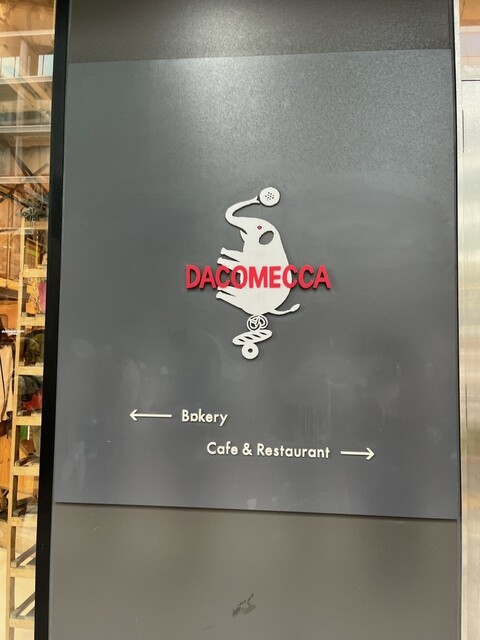 DACOMECCA
← Bakery
Cafe & Restaurant →